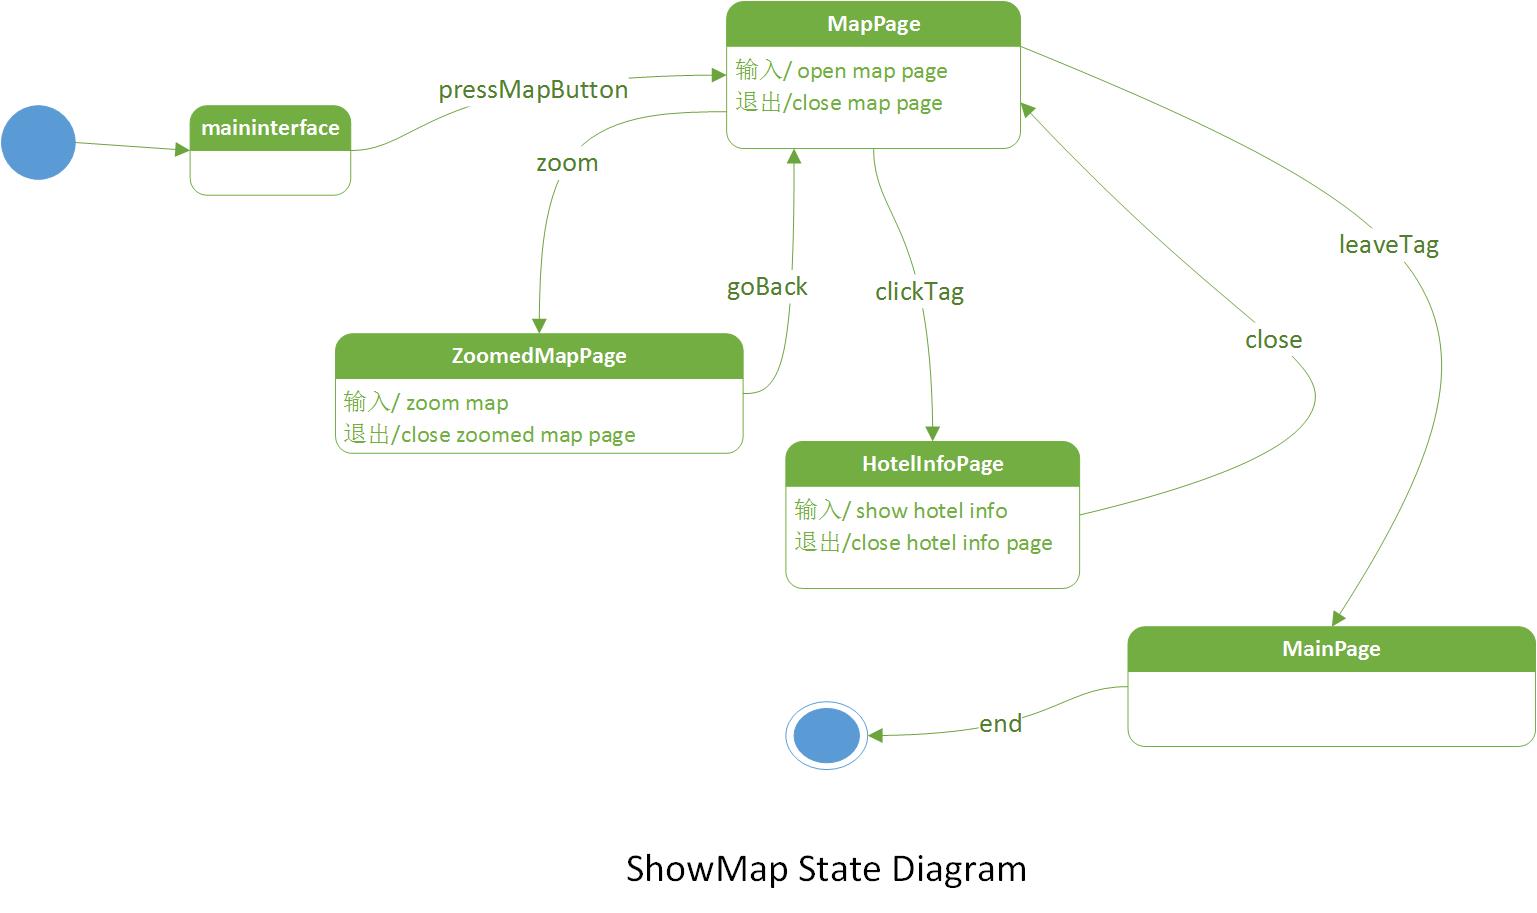 MapPage
输入/ open map page
退出/close map page
pressMapButton
maininterface
zoom
leaveTag
goBack
clickTag
close
ZoomedMapPage
输入/ zoom map
退出/close zoomed map page
HotelInfoPage
输入/ show hotel info
退出/close hotel info page
MainPage
end
ShowMap State Diagram